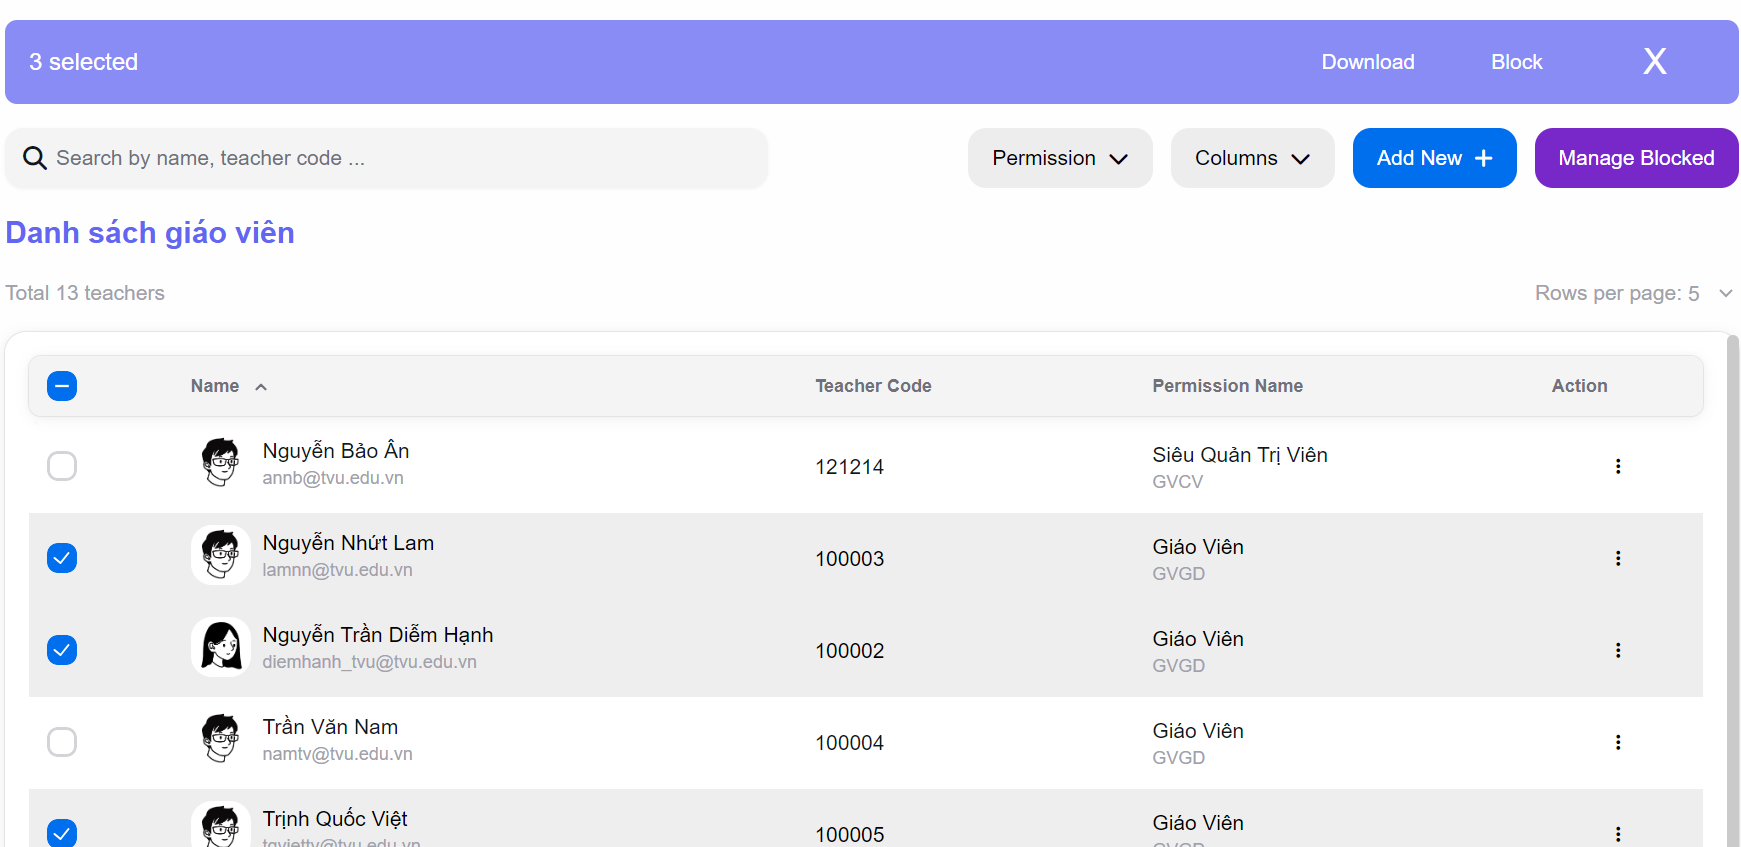 3 selected Download Block X
Search by name, teacher code ... Permission Columns Add New + Manage Blocked
Danh sách giáo viên
Total 13 teachers Rows per page: 5
Name Teacher Code Permission Name Action
Nguyễn Bảo Ân 121214 Siêu Quản Trị Viên
annb@tvu.edu.vn GVCV
Nguyễn Nhứt Lam 100003 Giáo Viên
lamnn@tvu.edu.vn GVGD
Nguyễn Trần Diễm Hạnh 100002 Giáo Viên
diemhanh_tvu@tvu.edu.vn GVGD
Trần Văn Nam 100004 Giáo Viên
namtv@tvu.edu.vn GVGD
Trịnh Quốc Việt 100005 Giáo Viên